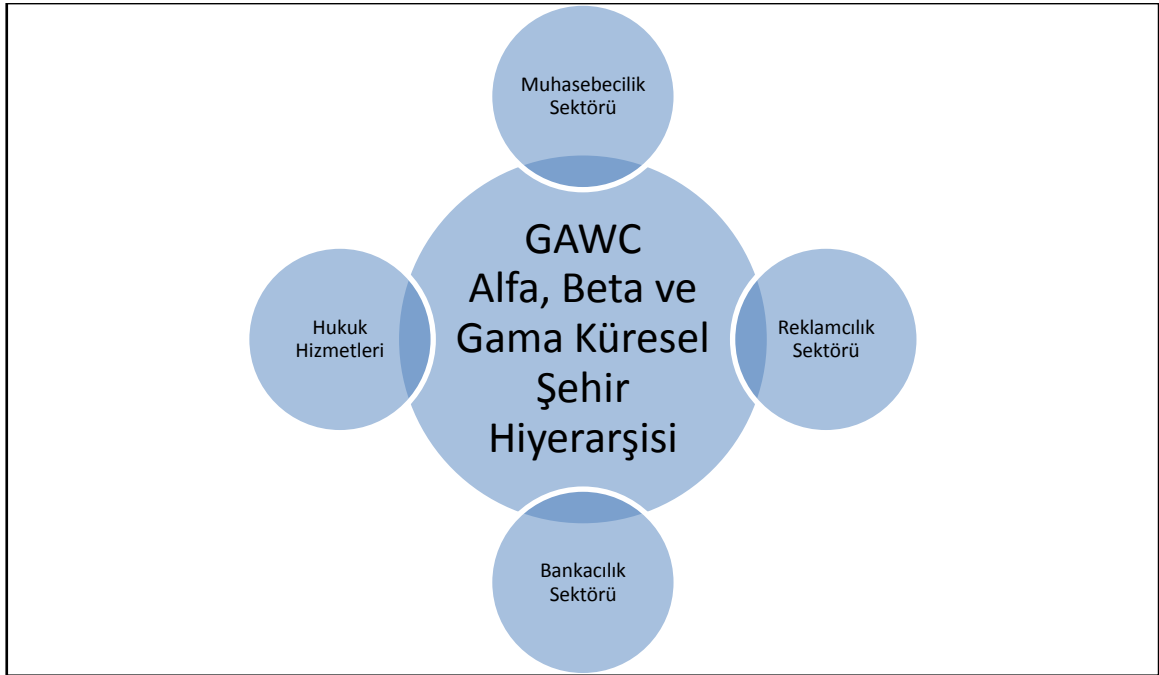 Muhasebecilik
Sektörü
GAWC
Alfa, Beta ve
Gama Küresel
Şehir
Hiyerarşisi
Hukuk
Hizmetleri
Reklamcılık
Sektörü
Bankacılık
Sektörü